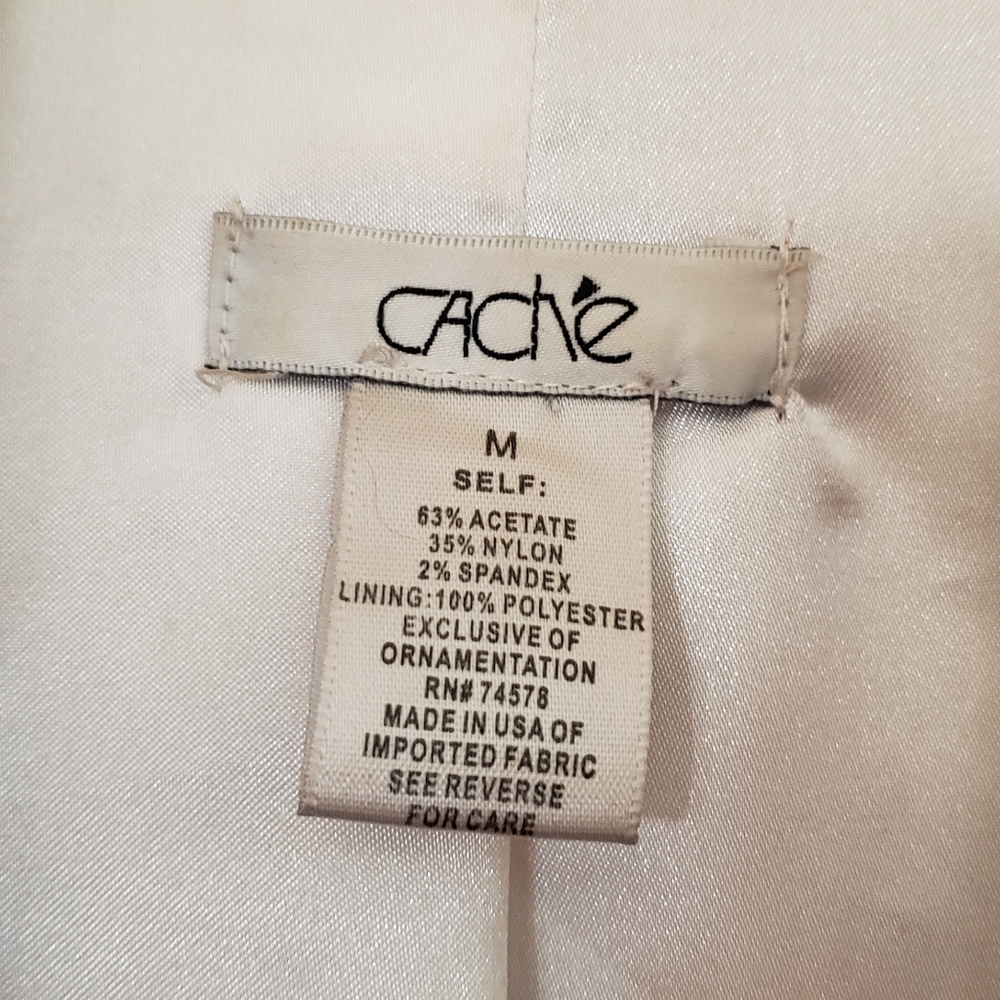 CACHÉ
M
SELF:
63% ACETATE
35% NYLON
2% SPANDEX
LINING:100% POLYESTER
EXCLUSIVE OF
ORNAMENTATION
RN# 74578
MADE IN USA OF
IMPORTED FABRIC
SEE REVERSE
FOR CARE